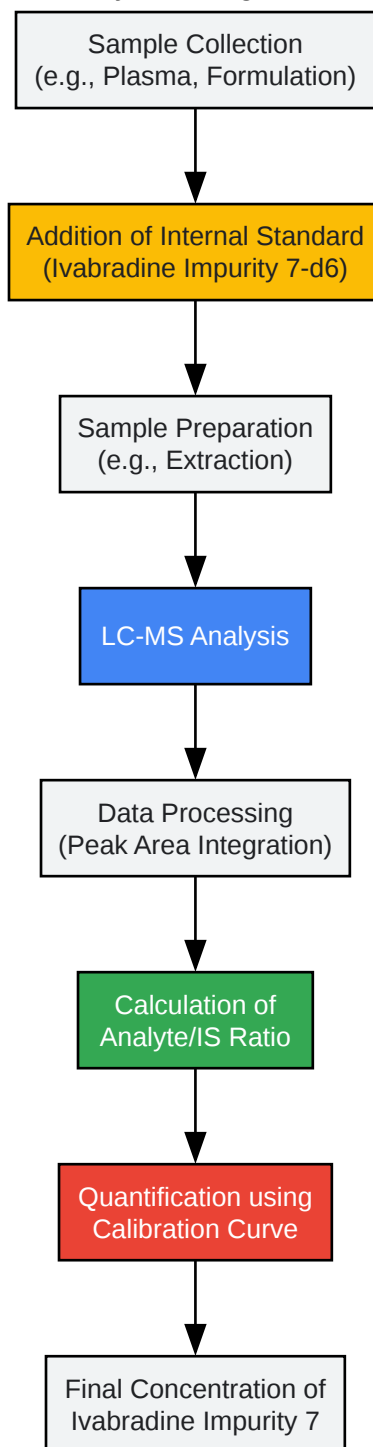 Sample Collection
(e.g., Plasma, Formulation)
Addition of Internal Standard
(Ivabradine Impurity 7-d6)
Sample Preparation
(e.g., Extraction)
LC-MS Analysis
Data Processing
(Peak Area Integration)
Calculation of
Analyte/IS Ratio
Quantification using
Calibration Curve
Final Concentration of
Ivabradine Impurity 7